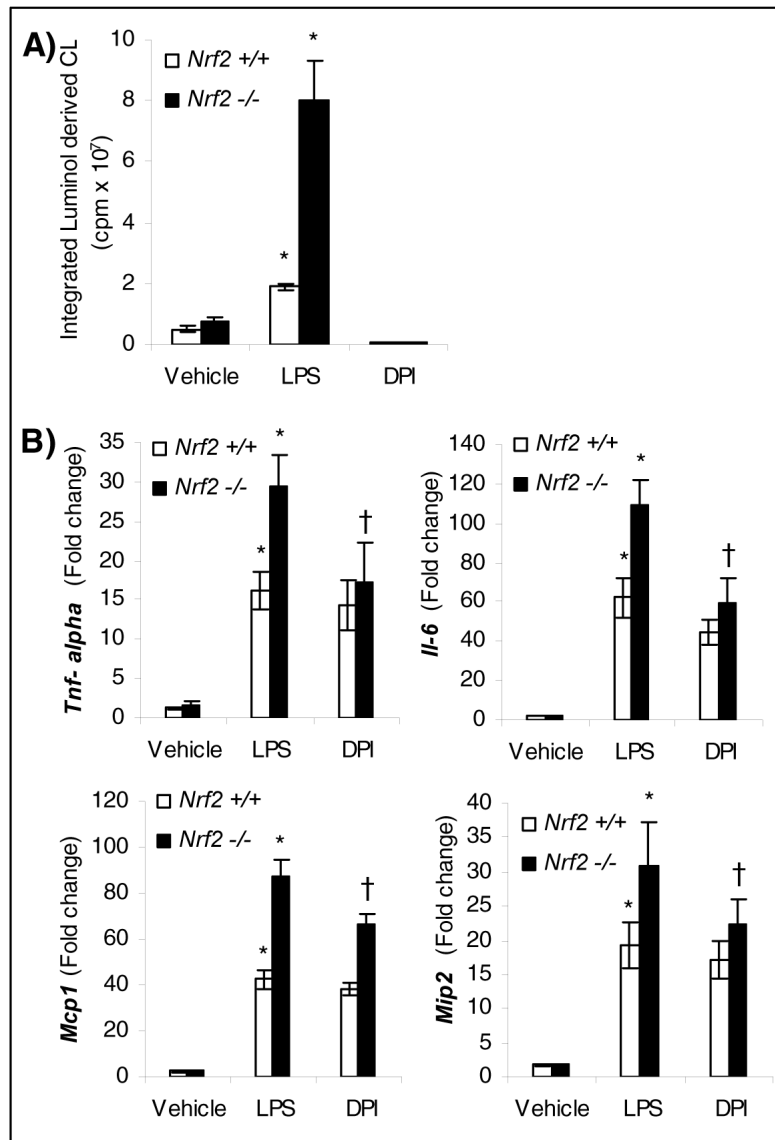 A)
Integrated Luminol derived CL
(cpm x 10⁷)
10
8
6
4
2
0
Nrf2 +/+
Nrf2 -/-
*
*
Vehicle LPS DPI
B)
Tnf- alpha (Fold change)
35
30
25
20
15
10
5
0
Nrf2 +/+
Nrf2 -/-
*
*
†
Vehicle LPS DPI
Il-6 (Fold change)
140
120
100
80
60
40
20
0
Nrf2 +/+
Nrf2 -/-
*
*
†
Vehicle LPS DPI
Mcp1 (Fold change)
120
100
80
60
40
20
0
Nrf2 +/+
Nrf2 -/-
*
*
†
Vehicle LPS DPI
Mip2 (Fold change)
40
35
30
25
20
15
10
5
0
Nrf2 +/+
Nrf2 -/-
*
*
†
Vehicle LPS DPI